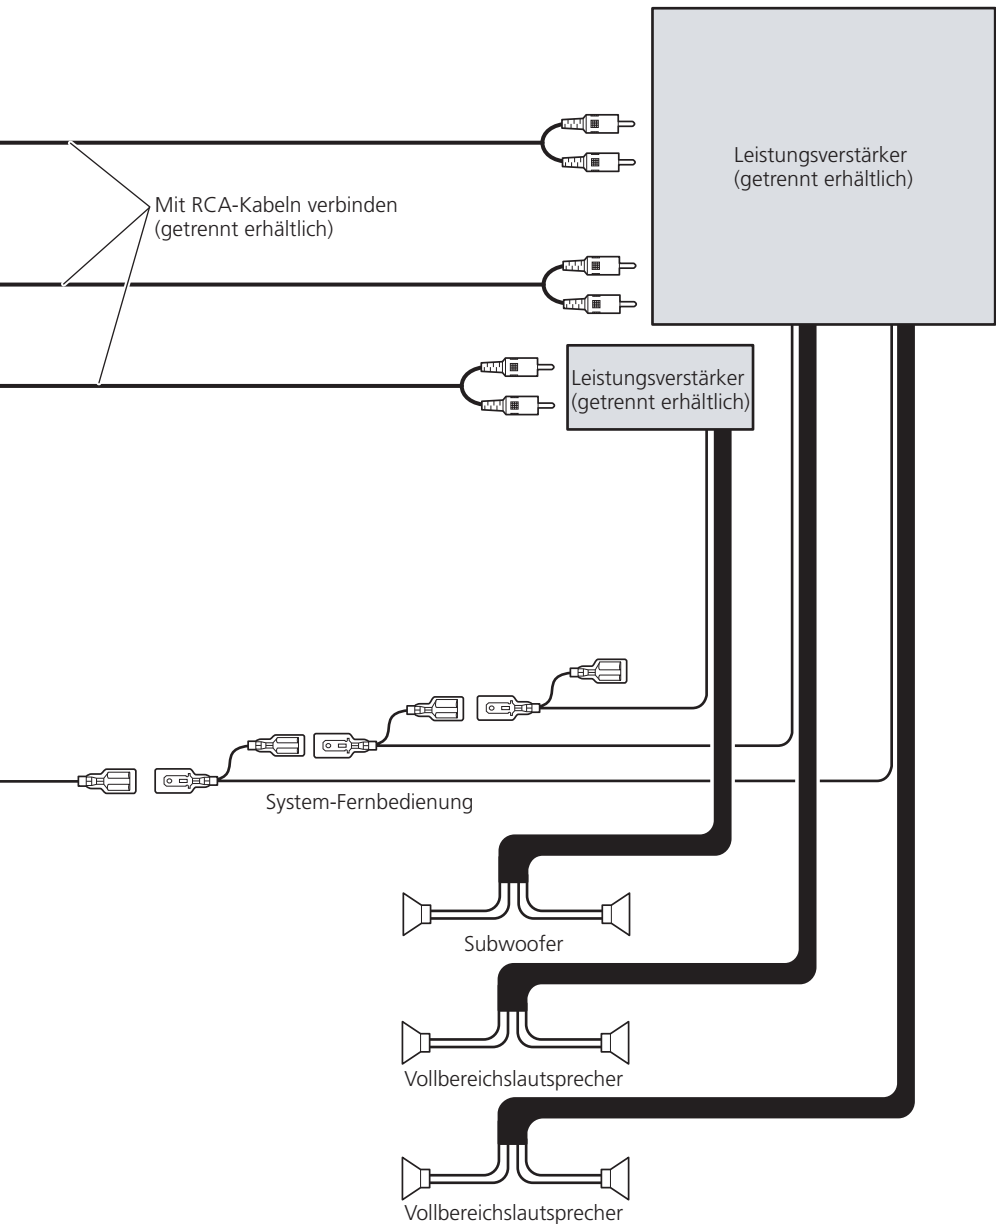 Leistungsverstärker
(getrennt erhältlich)
Mit RCA-Kabeln verbinden
(getrennt erhältlich)
Leistungsverstärker
(getrennt erhältlich)
System-Fernbedienung
Subwoofer
Vollbereichslautsprecher
Vollbereichslautsprecher